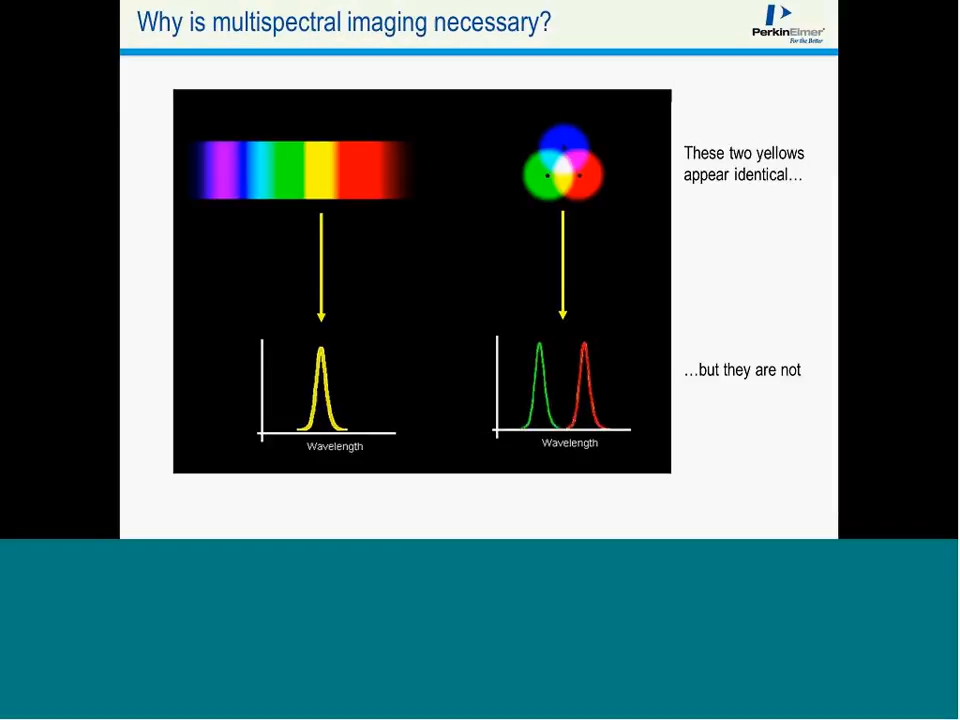 Why is multispectral imaging necessary?
PerkinElmer
For the Better
These two yellows
appear identical…
…but they are not
Wavelength
Wavelength